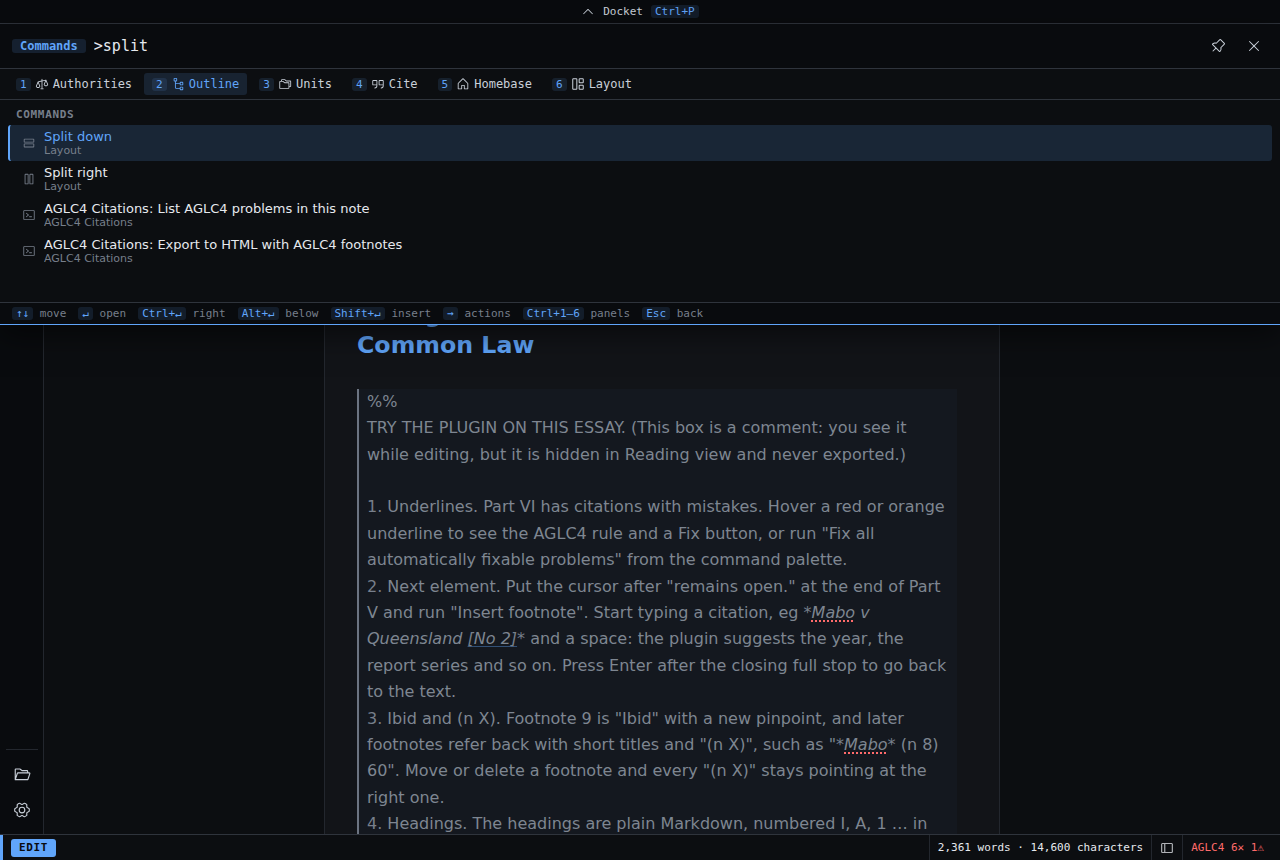 Docket Ctrl+P
Commands >split
1 Authorities 2 Outline 3 Units 4 Cite 5 Homebase 6 Layout
COMMANDS
Split down
Layout
Split right
Layout
AGLC4 Citations: List AGLC4 problems in this note
AGLC4 Citations
AGLC4 Citations: Export to HTML with AGLC4 footnotes
AGLC4 Citations
↑↓ move ↵ open Ctrl+↵ right Alt+↵ below Shift+↵ insert → actions Ctrl+1–6 panels Esc back
Common Law
%%
TRY THE PLUGIN ON THIS ESSAY. (This box is a comment: you see it
while editing, but it is hidden in Reading view and never exported.)
1. Underlines. Part VI has citations with mistakes. Hover a red or orange
underline to see the AGLC4 rule and a Fix button, or run "Fix all
automatically fixable problems" from the command palette.
2. Next element. Put the cursor after "remains open." at the end of Part
V and run "Insert footnote". Start typing a citation, eg *Mabo v
Queensland [No 2]* and a space: the plugin suggests the year, the
report series and so on. Press Enter after the closing full stop to go back
to the text.
3. Ibid and (n X). Footnote 9 is "Ibid" with a new pinpoint, and later
footnotes refer back with short titles and "(n X)", such as "*Mabo* (n 8)
60". Move or delete a footnote and every "(n X)" stays pointing at the
right one.
4. Headings. The headings are plain Markdown, numbered I, A, 1 … in
EDIT
2,361 words · 14,600 characters
AGLC4 6× 1⚠